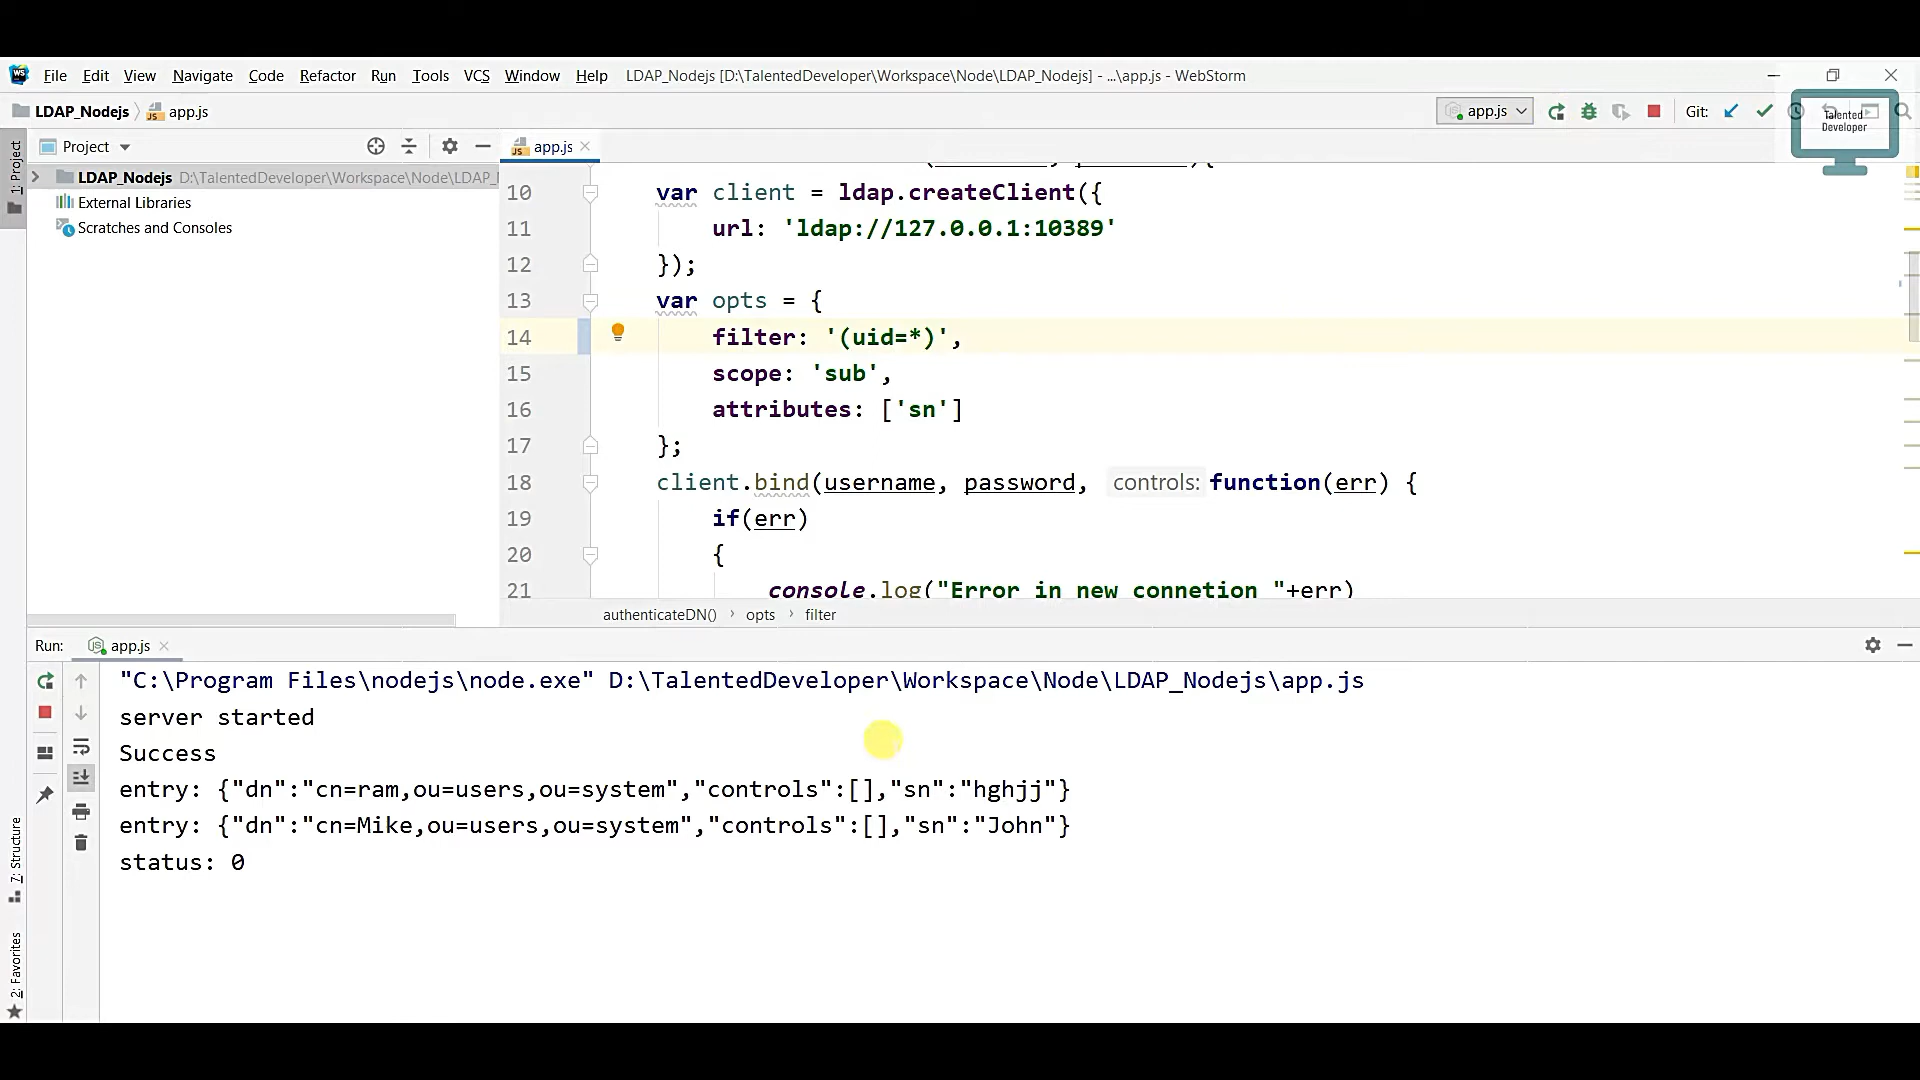 File Edit View Navigate Code Refactor Run Tools VCS Window Help LDAP_Nodejs [D:\TalentedDeveloper\Workspace\Node\LDAP_Nodejs] - ...\app.js - WebStorm
LDAP_Nodejs app.js app.js Git:
Talented
Developer
Project app.js
1: Project
LDAP_Nodejs D:\TalentedDeveloper\Workspace\Node\LDAP_N
External Libraries
Scratches and Consoles
10 var client = ldap.createClient({
11 url: 'ldap://127.0.0.1:10389'
12 });
13 var opts = {
14 filter: '(uid=*)',
15 scope: 'sub',
16 attributes: ['sn']
17 };
18 client.bind(username, password, controls: function(err) {
19 if(err)
20 {
21 console.log("Error in new connetion "+err)
authenticateDN() › opts › filter
Run: app.js
"C:\Program Files\nodejs\node.exe" D:\TalentedDeveloper\Workspace\Node\LDAP_Nodejs\app.js
server started
Success
entry: {"dn":"cn=ram,ou=users,ou=system","controls":[],"sn":"hghjj"}
entry: {"dn":"cn=Mike,ou=users,ou=system","controls":[],"sn":"John"}
status: 0
7: Structure
2: Favorites